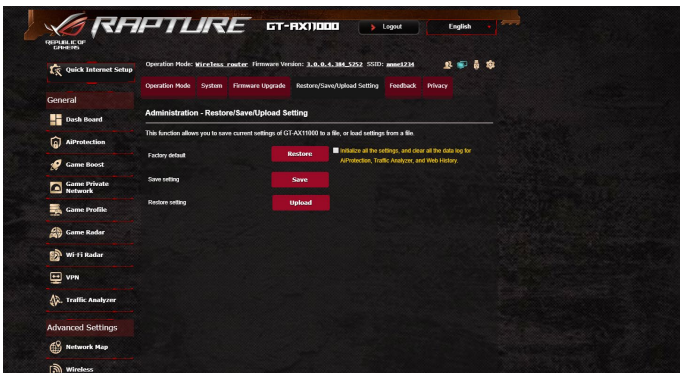 REPUBLIC OF
GAMERS
RAPTURE GT-AX11000 Logout English
Quick Internet Setup
Operation Mode: Wireless router Firmware Version: 3.0.0.4.384_5252 SSID: anne1234
Operation Mode System Firmware Upgrade Restore/Save/Upload Setting Feedback Privacy
General
Administration - Restore/Save/Upload Setting
Dash Board
This function allows you to save current settings of GT-AX11000 to a file, or load settings from a file.
AiProtection
Factory default Restore Initialize all the settings, and clear all the data log for
AiProtection, Traffic Analyzer, and Web History.
Game Boost
Save setting Save
Game Private
Network
Restore setting Upload
Game Profile
Game Radar
Wi-Fi Radar
VPN
Traffic Analyzer
Advanced Settings
Network Map
Wireless